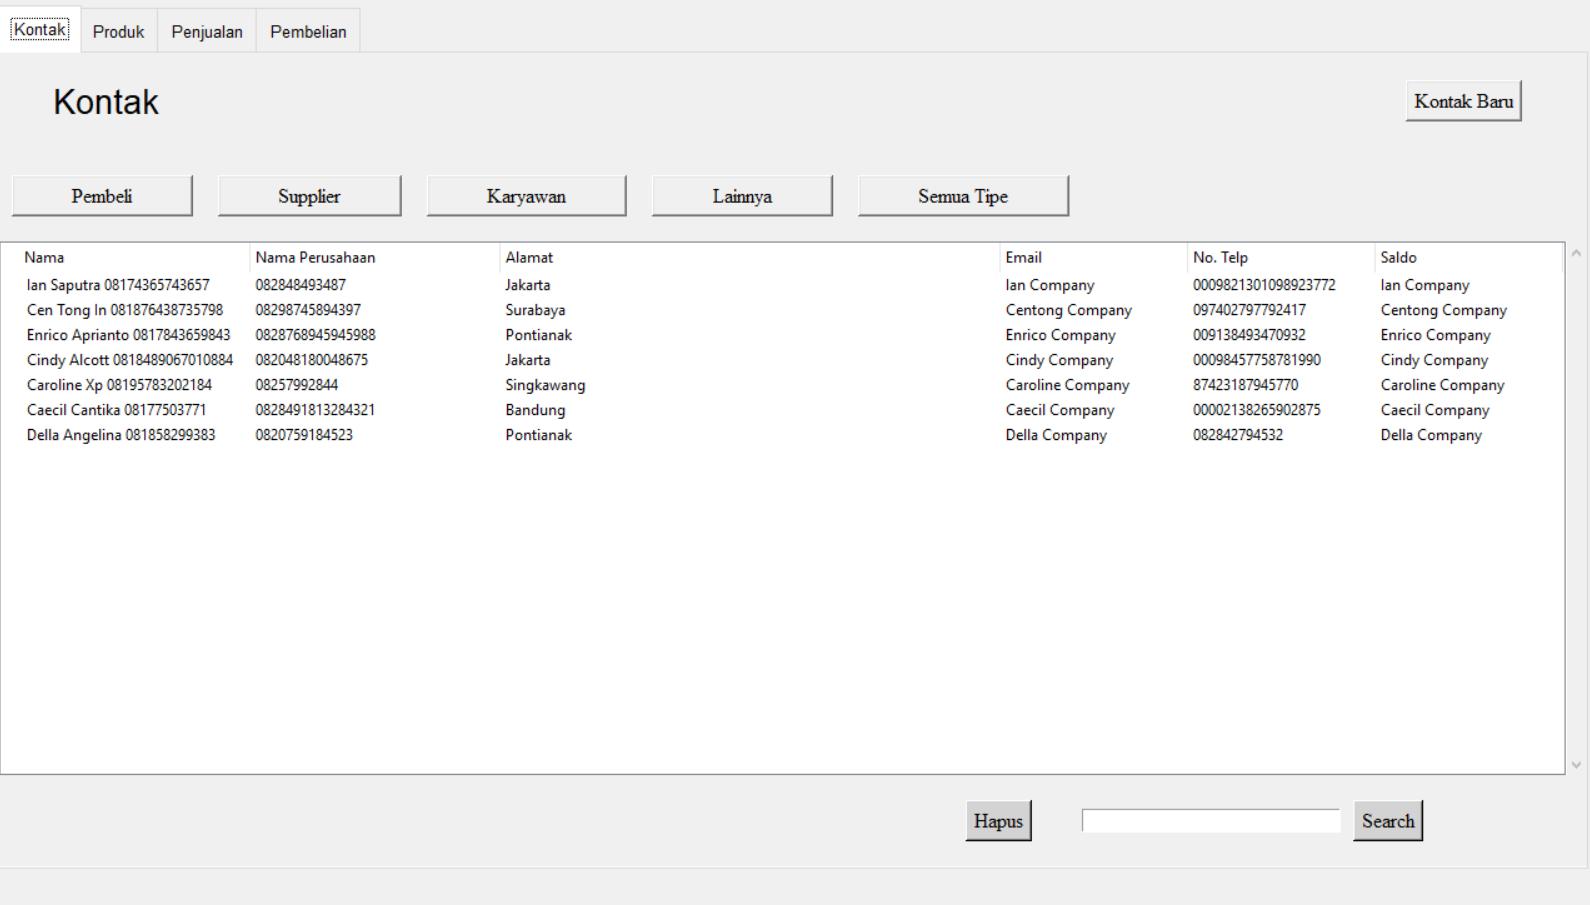 Kontak Produk Penjualan Pembelian
Kontak
Kontak Baru
Pembeli Supplier Karyawan Lainnya Semua Tipe
Nama Nama Perusahaan Alamat Email No. Telp Saldo
Ian Saputra 08174365743657 082848493487 Jakarta Ian Company 0009821301098923772 Ian Company
Cen Tong In 081876438735798 08298745894397 Surabaya Centong Company 097402797792417 Centong Company
Enrico Aprianto 0817843659843 0828768945945988 Pontianak Enrico Company 009138493470932 Enrico Company
Cindy Alcott 0818489067010884 082048180048675 Jakarta Cindy Company 00098457758781990 Cindy Company
Caroline Xp 08195783202184 08257992844 Singkawang Caroline Company 87423187945770 Caroline Company
Caecil Cantika 08177503771 0828491813284321 Bandung Caecil Company 00002138265902875 Caecil Company
Della Angelina 081858299383 0820759184523 Pontianak Della Company 082842794532 Della Company
Hapus Search